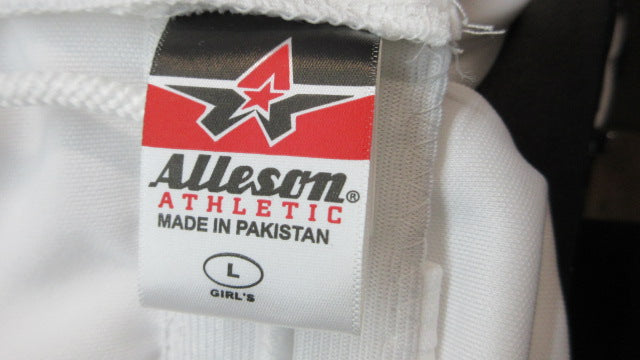 Alleson®
ATHLETIC
MADE IN PAKISTAN
L
GIRL'S